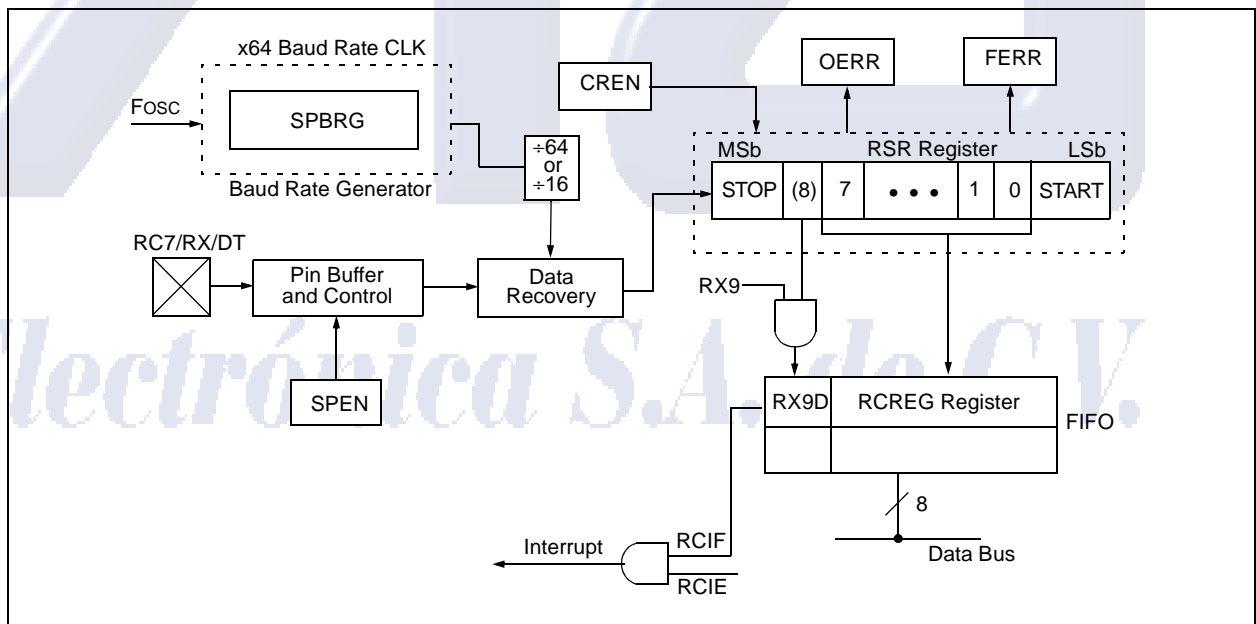 x64 Baud Rate CLK
FOSC
SPBRG
Baud Rate Generator
÷64
or
÷16
CREN
OERR
FERR
MSb
RSR Register
LSb
STOP (8) 7 • • • 1 0 START
RC7/RX/DT
Pin Buffer
and Control
Data
Recovery
SPEN
RX9
RX9D
RCREG Register
FIFO
8
Data Bus
Interrupt
RCIF
RCIE
Electrónica S.A. de C.V.